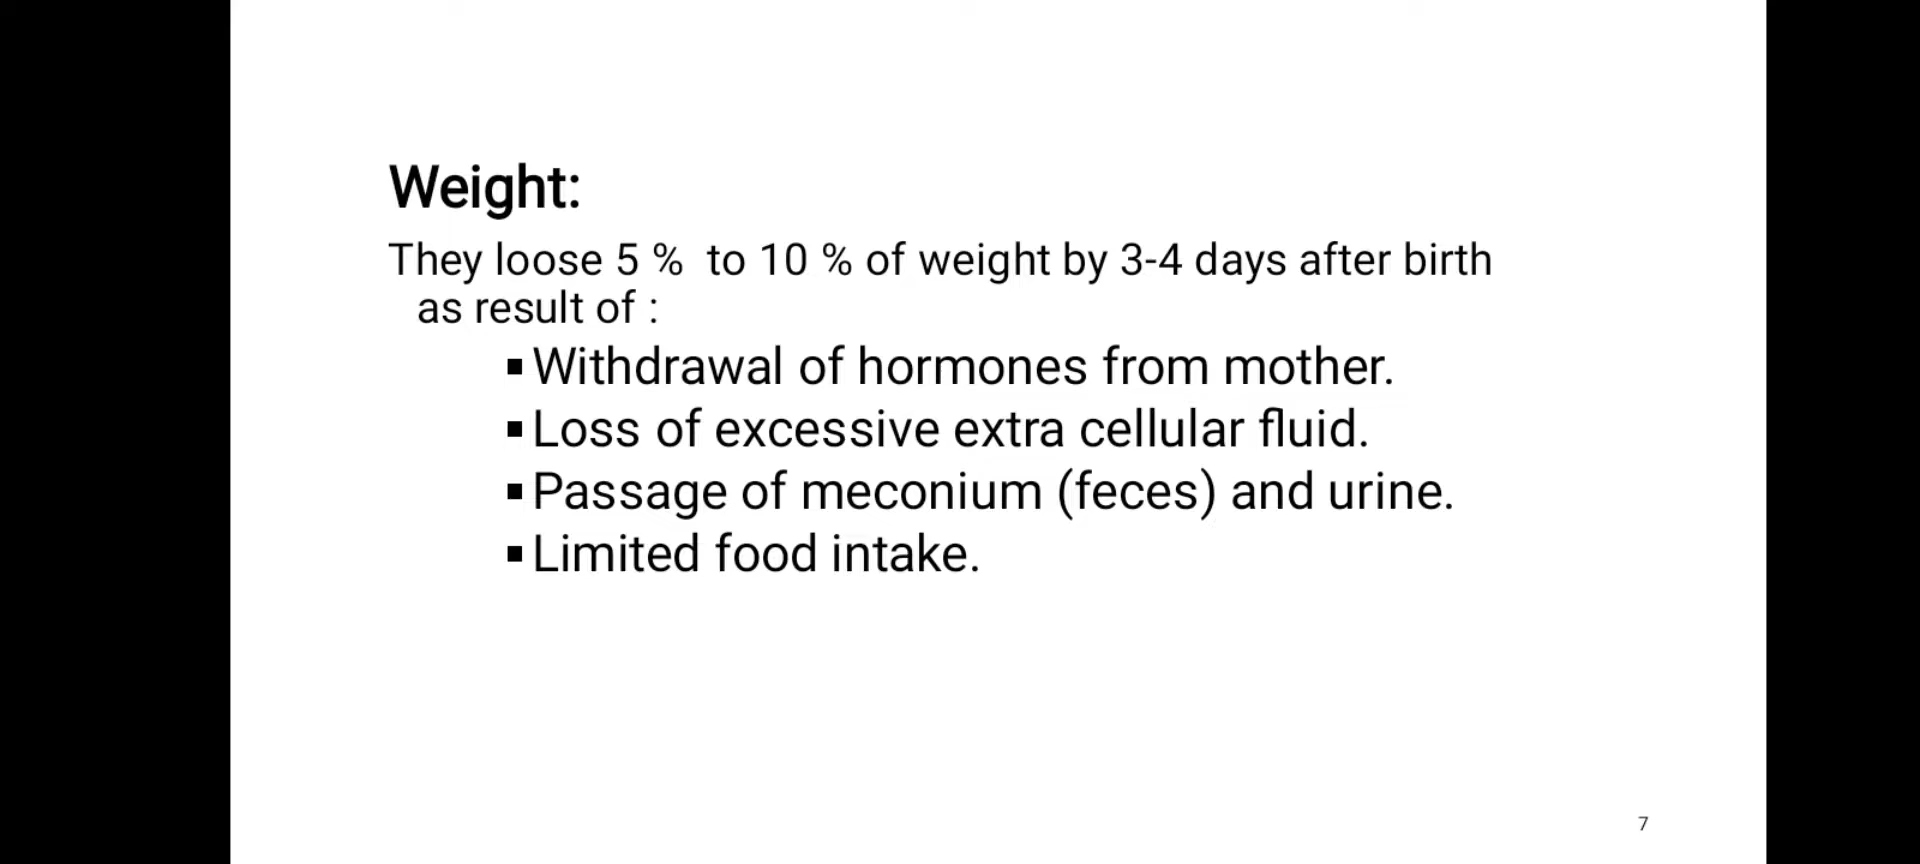 Weight:
They loose 5 %  to 10 % of weight by 3-4 days after birth
as result of :
▪Withdrawal of hormones from mother.
▪Loss of excessive extra cellular fluid.
▪Passage of meconium (feces) and urine.
▪Limited food intake.
7